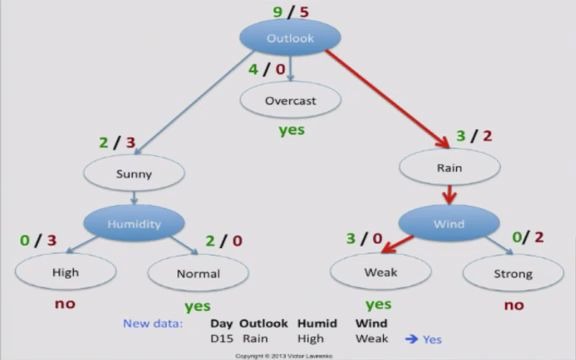 9 / 5
Outlook
4 / 0
Overcast
yes
2 / 3
Sunny
3 / 2
Rain
Humidity
Wind
0 / 3
High
no
2 / 0
Normal
yes
3 / 0
Weak
yes
0/ 2
Strong
no
New data: Day Outlook Humid Wind
D15 Rain High Weak → Yes
Copyright © 2013 Victor Lavrenko